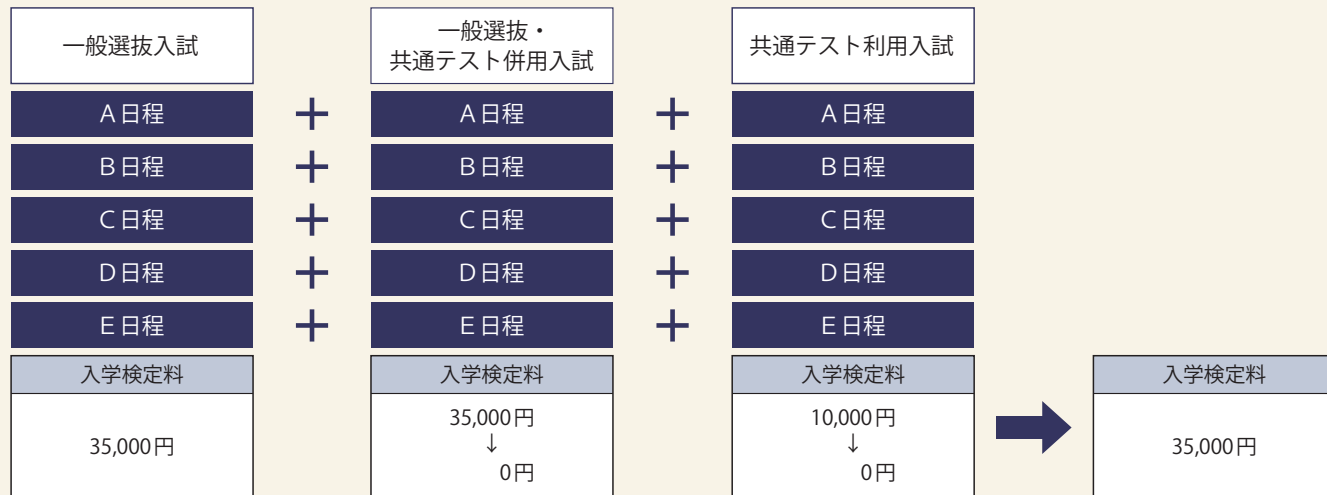 一般選抜入試
一般選抜・
共通テスト併用入試
共通テスト利用入試
A日程
+
A日程
+
A日程
B日程
+
B日程
+
B日程
C日程
+
C日程
+
C日程
D日程
+
D日程
+
D日程
E日程
+
E日程
+
E日程
入学検定料
35,000円
入学検定料
35,000円
↓
0円
入学検定料
10,000円
↓
0円
入学検定料
35,000円